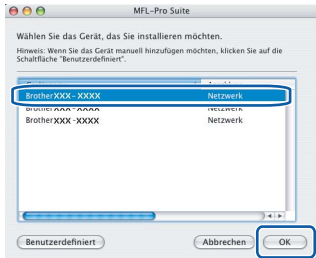 MFL-Pro Suite
Wählen Sie das Gerät, das Sie installieren möchten.
Hinweis: Wenn Sie das Gerät manuell hinzufügen möchten, klicken Sie auf die
Schaltfläche "Benutzerdefiniert".
BrotherXXX-XXXX Netzwerk
BrotherXXX-XXXX Netzwerk
BrotherXXX-XXXX Netzwerk
Benutzerdefiniert Abbrechen OK